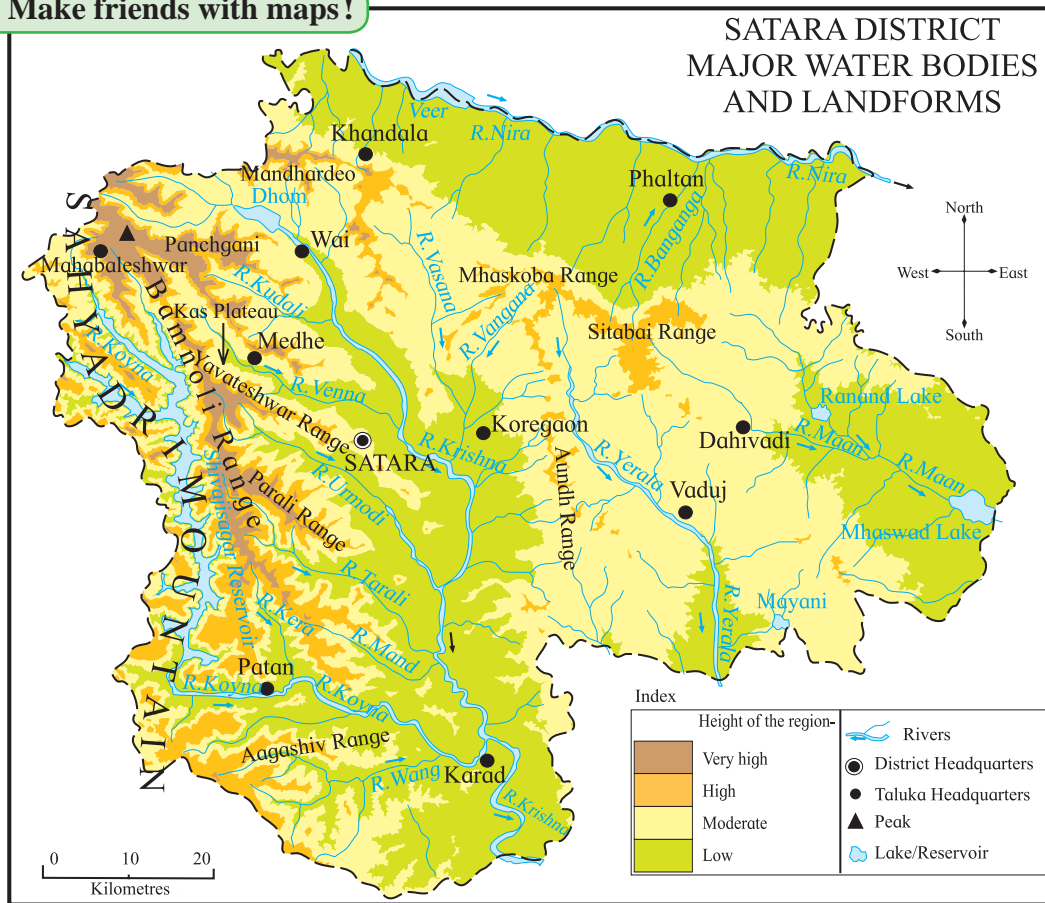 Make friends with maps!
SATARA DISTRICT
MAJOR WATER BODIES
AND LANDFORMS
Veer
R.Nira
R.Nira
Khandala
Mandhardeo
Dhom
Phaltan
R.Banganga
North
West
East
South
Panchgani
Wai
Mahabaleshwar
R.Vasana
Mhaskoba Range
R.Kudali
Kas Plateau
R.Vangana
Sitabai Range
Medhe
R.Koyna
Bamnoli Range
Yavateshwar Range
R.Venna
SAHYADRI MOUNTAIN
SATARA
Koregaon
R.Krishna
Ranand Lake
Dahivadi
R.Maan
R.Maan
Aundh Range
R.Yerala
Vaduj
Mhaswad Lake
Shivajisagar Reservoir
Parali Range
R.Urmodi
R.Tarali
R.Kera
R.Mand
Mayani
R.Yerala
Patan
R.Koyna
R.Koyna
Aagashiv Range
R.Wang
Karad
R.Krishna
Index
Height of the region-
Very high
High
Moderate
Low
Rivers
District Headquarters
Taluka Headquarters
Peak
Lake/Reservoir
0 10 20
Kilometres